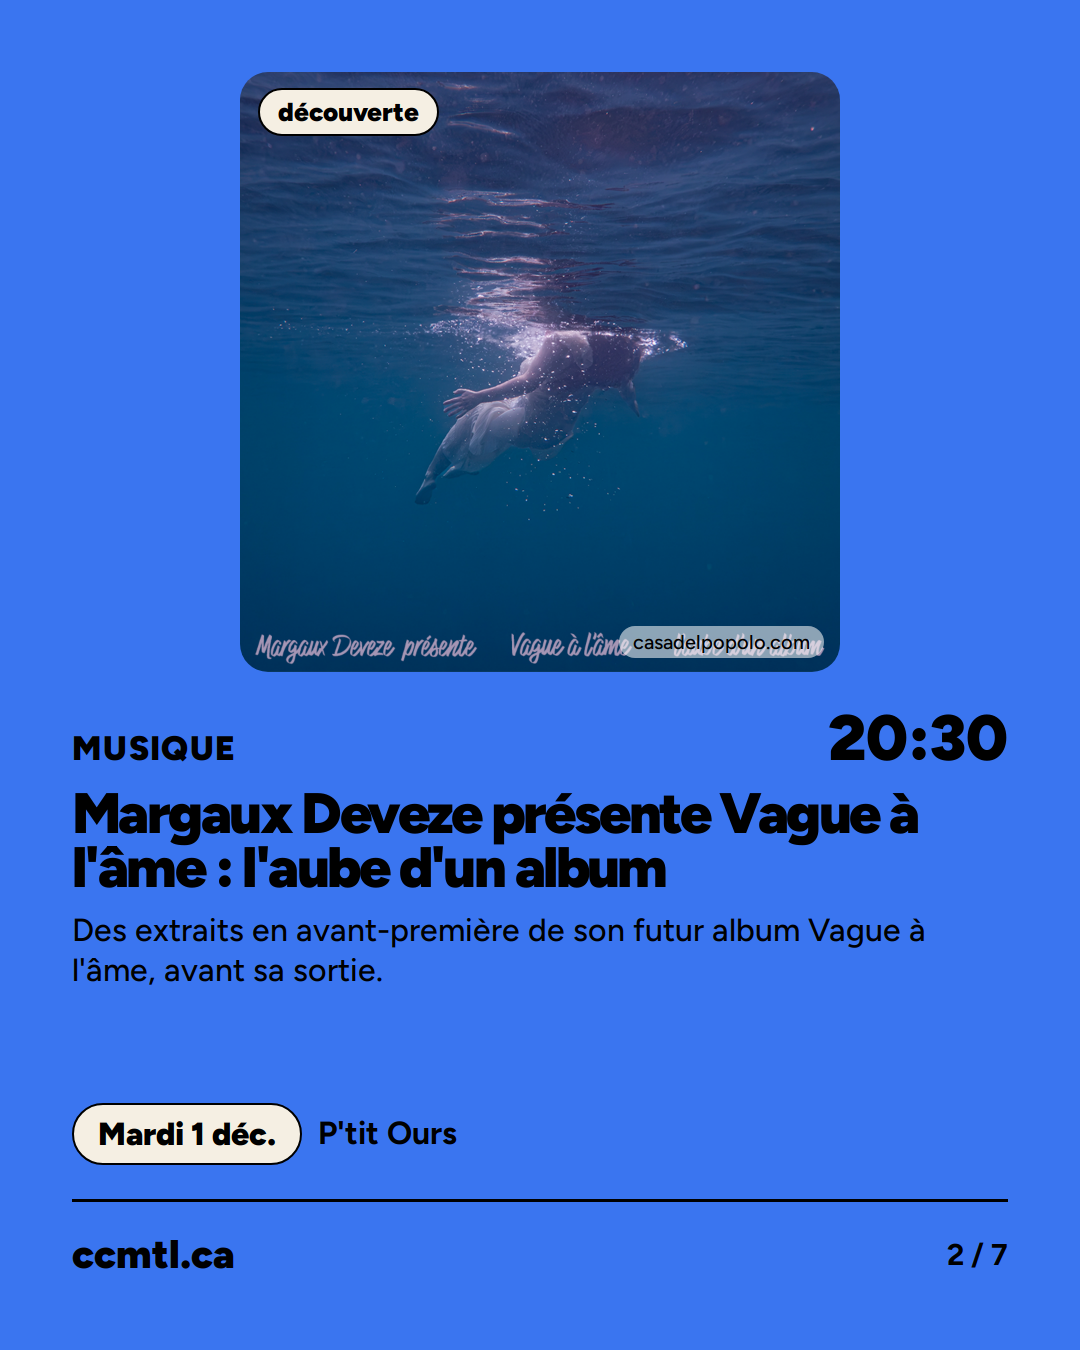 découverte
Margaux Deveze présente Vague à l'âme
casadelpopolo.com
MUSIQUE
20:30
Margaux Deveze présente Vague à
l'âme : l'aube d'un album
Des extraits en avant-première de son futur album Vague à
l'âme, avant sa sortie.
Mardi 1 déc.
P'tit Ours
ccmtl.ca
2 / 7